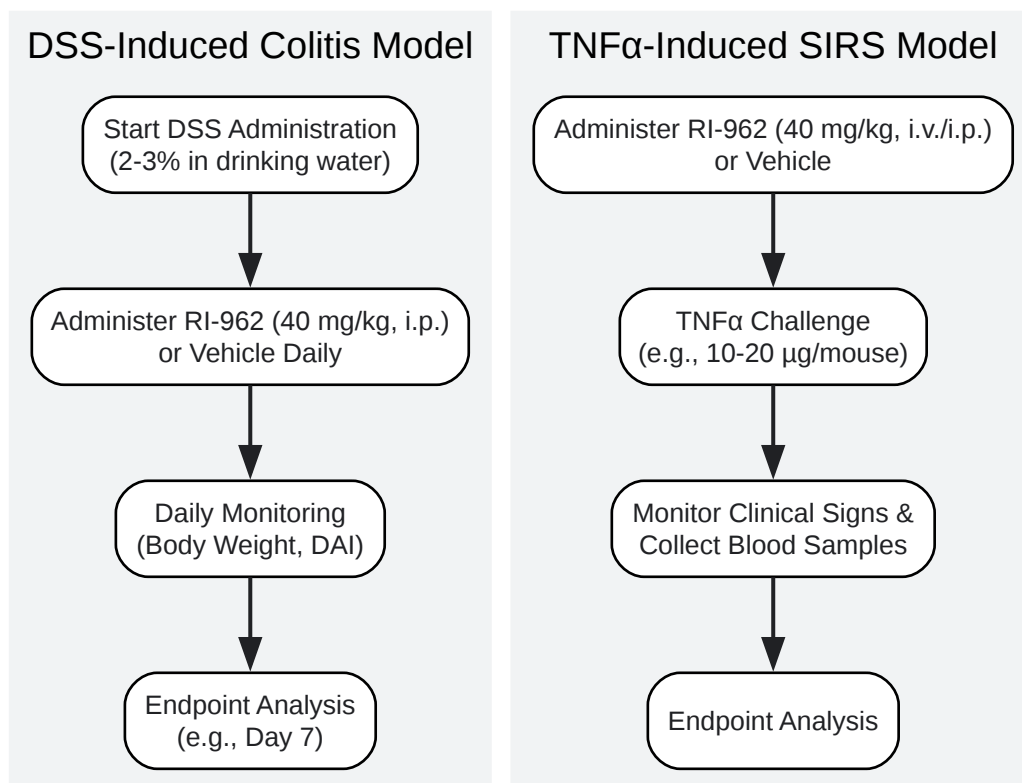 DSS-Induced Colitis Model
Start DSS Administration
(2-3% in drinking water)
Administer RI-962 (40 mg/kg, i.p.)
or Vehicle Daily
Daily Monitoring
(Body Weight, DAI)
Endpoint Analysis
(e.g., Day 7)
TNFα-Induced SIRS Model
Administer RI-962 (40 mg/kg, i.v./i.p.)
or Vehicle
TNFα Challenge
(e.g., 10-20 µg/mouse)
Monitor Clinical Signs &
Collect Blood Samples
Endpoint Analysis